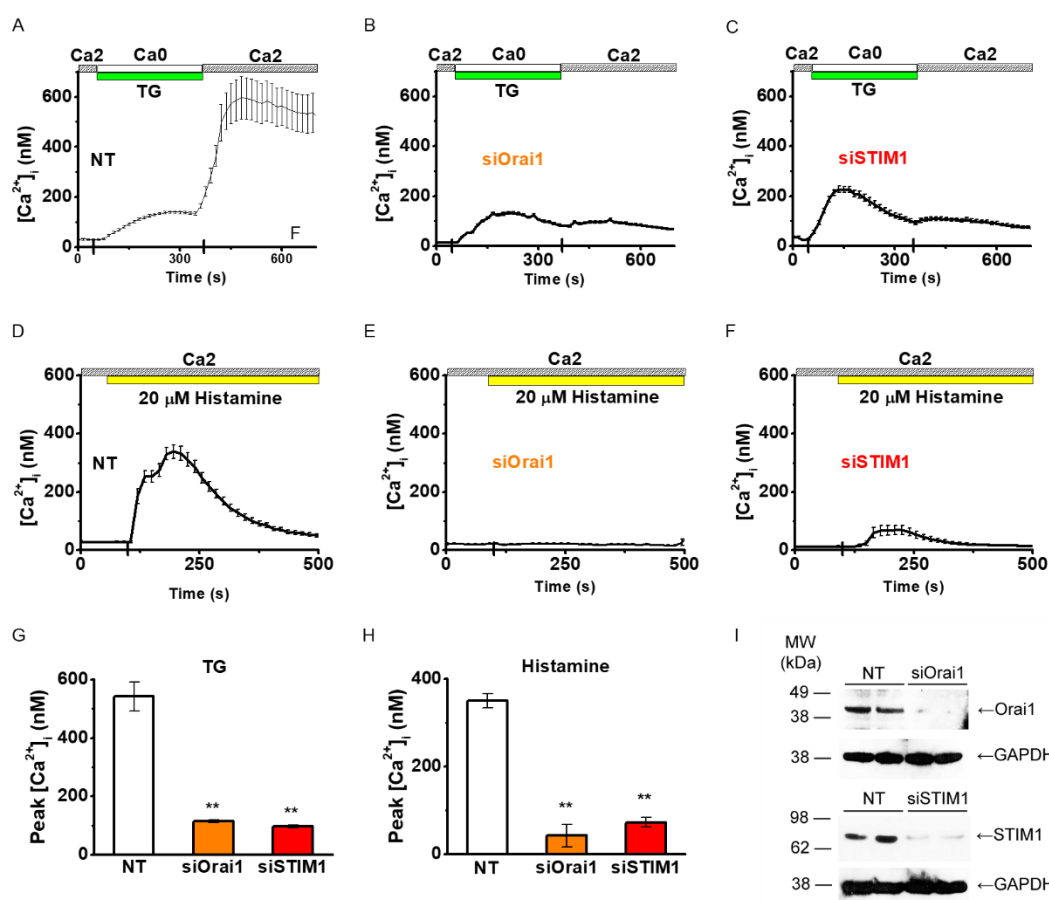 A
Ca2 Ca0 Ca2
TG
600
400
200
0
[Ca²⁺]ᵢ (nM)
NT
F
0 300 600
Time (s)
B
Ca2 Ca0 Ca2
TG
600
400
200
0
[Ca²⁺]ᵢ (nM)
siOrai1
0 300 600
Time (s)
C
Ca2 Ca0 Ca2
TG
600
400
200
0
[Ca²⁺]ᵢ (nM)
siSTIM1
0 300 600
Time (s)
D
Ca2
20 µM Histamine
600
400
200
0
[Ca²⁺]ᵢ (nM)
NT
0 250 500
Time (s)
E
Ca2
20 µM Histamine
600
400
200
0
[Ca²⁺]ᵢ (nM)
siOrai1
0 250 500
Time (s)
F
Ca2
20 µM Histamine
600
400
200
0
[Ca²⁺]ᵢ (nM)
siSTIM1
0 250 500
Time (s)
G
TG
600
400
200
0
Peak [Ca²⁺]ᵢ (nM)
** **
NT siOrai1 siSTIM1
H
Histamine
400
200
0
Peak [Ca²⁺]ᵢ (nM)
** **
NT siOrai1 siSTIM1
I
MW
(kDa)
NT siOrai1
49
38
←Orai1
38
←GAPDH
NT siSTIM1
98
62
←STIM1
38
←GAPDH